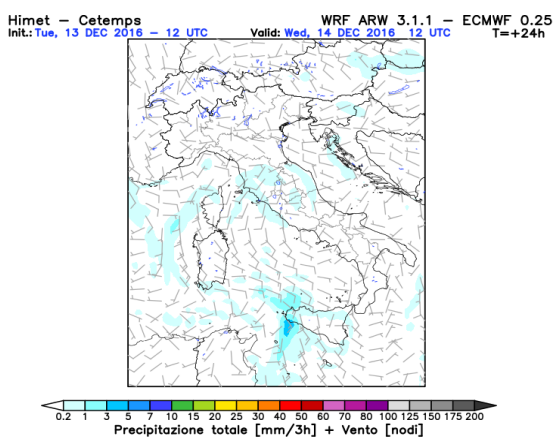 Himet – Cetemps WRF ARW 3.1.1 – ECMWF 0.25
Init.: Tue, 13 DEC 2016 – 12 UTC Valid: Wed, 14 DEC 2016 12 UTC T=+24h
0.2 1 3 5 7 10 15 20 25 30 40 50 60 70 80 100 125 150 175 200
Precipitazione totale [mm/3h] + Vento [nodi]